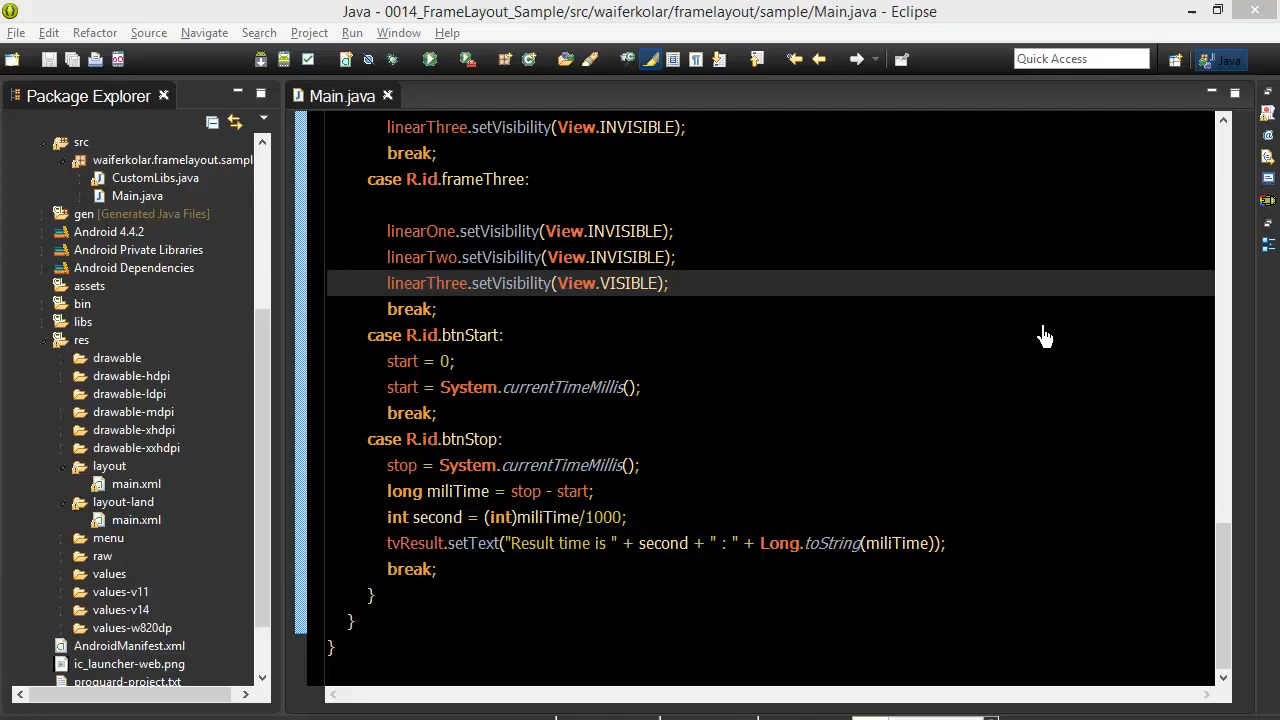 Java - 0014_FrameLayout_Sample/src/waiferkolar/framelayout/sample/Main.java - Eclipse
File Edit Refactor Source Navigate Search Project Run Window Help
Quick Access
Java
Package Explorer
Main.java
src
waiferkolar.framelayout.sampl
CustomLibs.java
Main.java
gen [Generated Java Files]
Android 4.4.2
Android Private Libraries
Android Dependencies
assets
bin
libs
res
drawable
drawable-hdpi
drawable-ldpi
drawable-mdpi
drawable-xhdpi
drawable-xxhdpi
layout
main.xml
layout-land
main.xml
menu
raw
values
values-v11
values-v14
values-w820dp
AndroidManifest.xml
ic_launcher-web.png
proguard-project.txt
linearThree.setVisibility(View.INVISIBLE);
break;
case R.id.frameThree:
linearOne.setVisibility(View.INVISIBLE);
linearTwo.setVisibility(View.INVISIBLE);
linearThree.setVisibility(View.VISIBLE);
break;
case R.id.btnStart:
start = 0;
start = System.currentTimeMillis();
break;
case R.id.btnStop:
stop = System.currentTimeMillis();
long miliTime = stop - start;
int second = (int)miliTime/1000;
tvResult.setText("Result time is " + second + " : " + Long.toString(miliTime));
break;
}
}
}